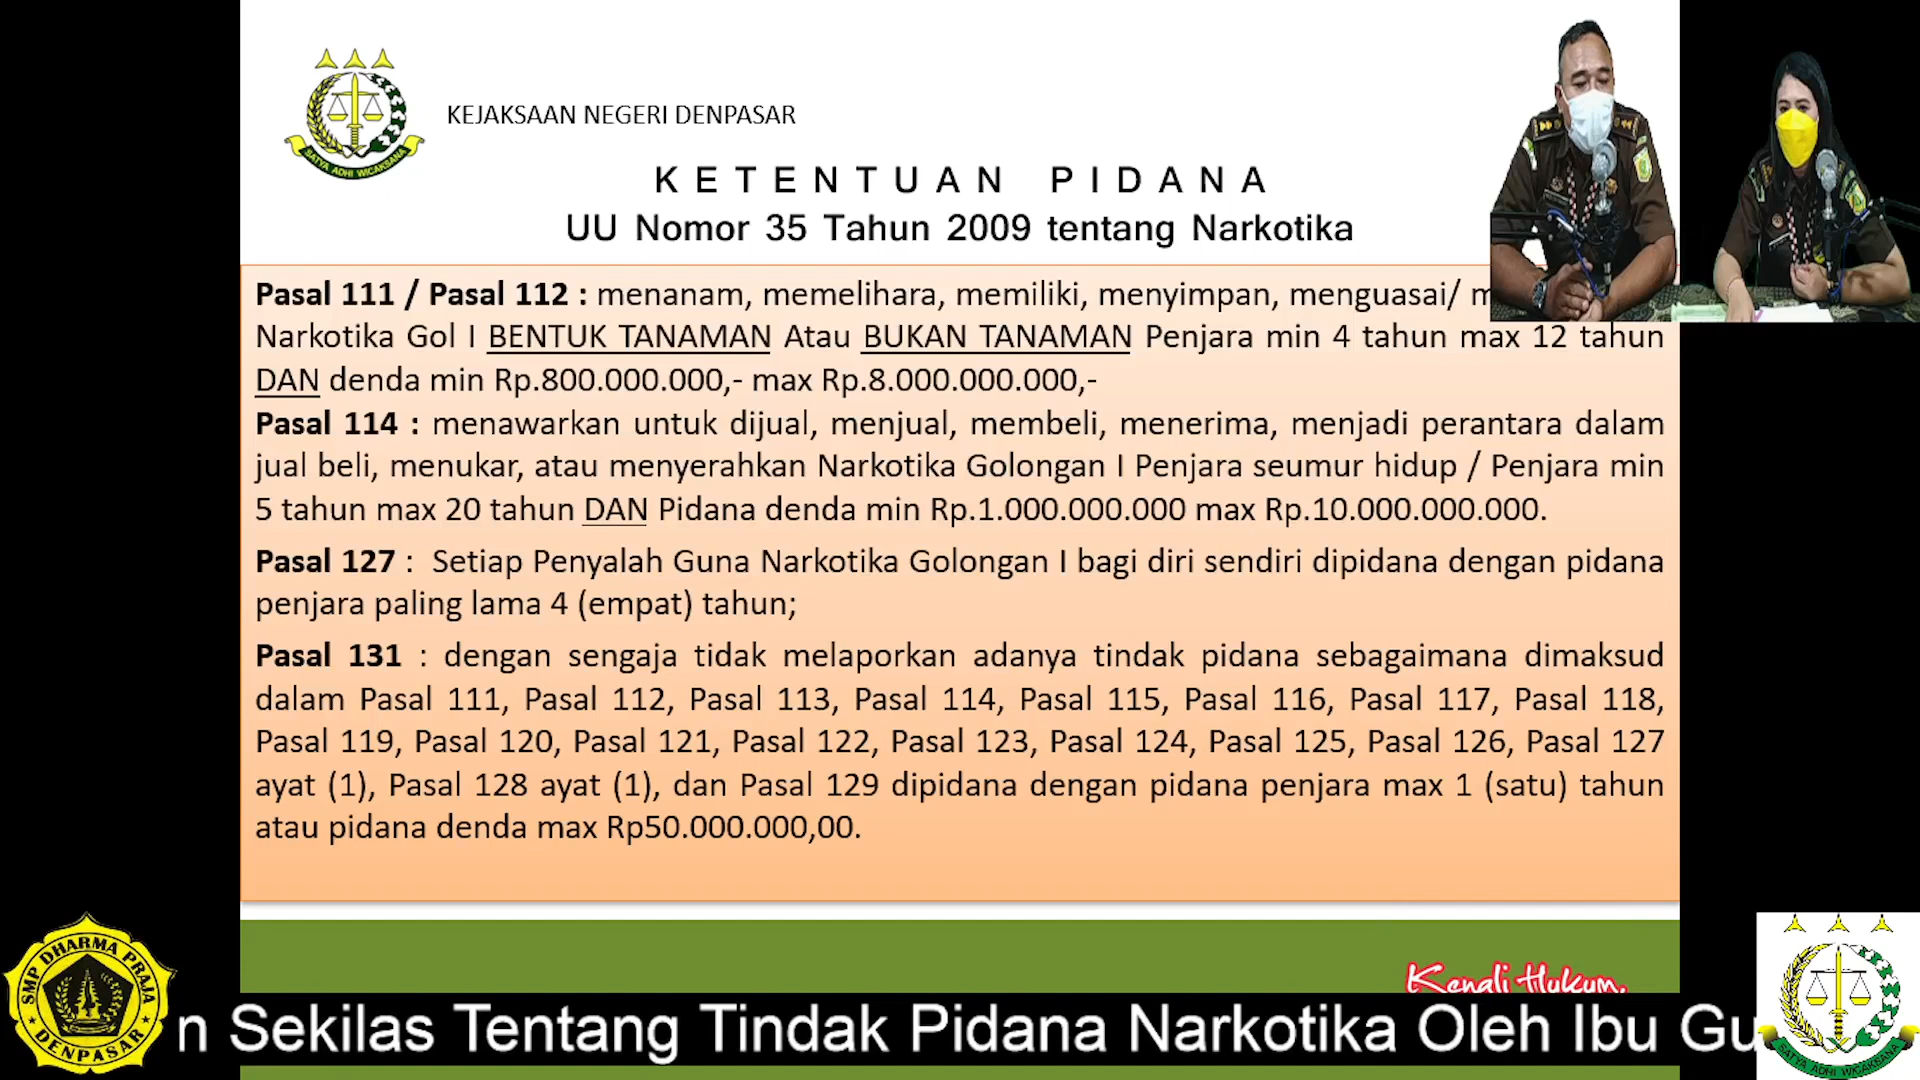 SATYA ADHI WICAKSANA
KEJAKSAAN NEGERI DENPASAR
KETENTUAN PIDANA
UU Nomor 35 Tahun 2009 tentang Narkotika
Pasal 111 / Pasal 112 : menanam, memelihara, memiliki, menyimpan, menguasai/
Narkotika Gol I BENTUK TANAMAN Atau BUKAN TANAMAN Penjara min 4 tahun max 12 tahun
DAN denda min Rp.800.000.000,- max Rp.8.000.000.000,-
Pasal 114 : menawarkan untuk dijual, menjual, membeli, menerima, menjadi perantara dalam
jual beli, menukar, atau menyerahkan Narkotika Golongan I Penjara seumur hidup / Penjara min
5 tahun max 20 tahun DAN Pidana denda min Rp.1.000.000.000 max Rp.10.000.000.000.
Pasal 127 : Setiap Penyalah Guna Narkotika Golongan I bagi diri sendiri dipidana dengan pidana
penjara paling lama 4 (empat) tahun;
Pasal 131 : dengan sengaja tidak melaporkan adanya tindak pidana sebagaimana dimaksud
dalam Pasal 111, Pasal 112, Pasal 113, Pasal 114, Pasal 115, Pasal 116, Pasal 117, Pasal 118,
Pasal 119, Pasal 120, Pasal 121, Pasal 122, Pasal 123, Pasal 124, Pasal 125, Pasal 126, Pasal 127
ayat (1), Pasal 128 ayat (1), dan Pasal 129 dipidana dengan pidana penjara max 1 (satu) tahun
atau pidana denda max Rp50.000.000,00.
Kenali Hukum,
SMP DHARMA PRAJA
DENPASAR
n Sekilas Tentang Tindak Pidana Narkotika Oleh Ibu Gu
SATYA ADHI WICAKSANA